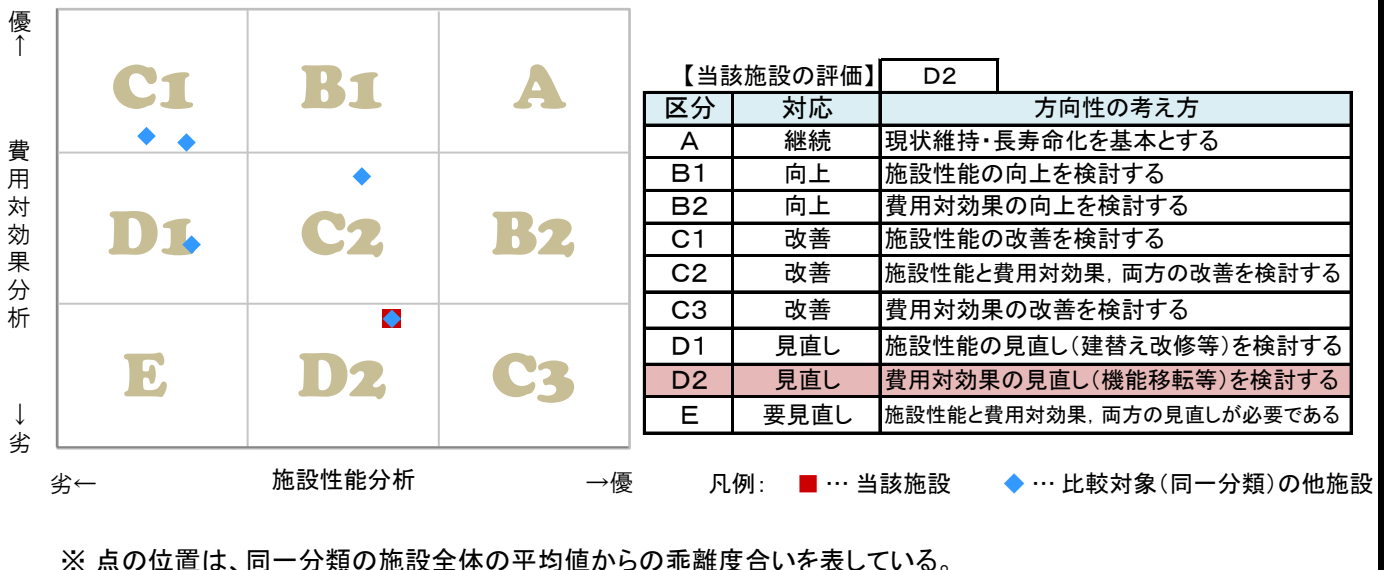 優
↑
費用対効果分析
↓
劣
C1 B1 A
D1 C2 B2
E D2 C3
劣← 施設性能分析 →優
【当該施設の評価】 D2
区分 対応 方向性の考え方
A 継続 現状維持・長寿命化を基本とする
B1 向上 施設性能の向上を検討する
B2 向上 費用対効果の向上を検討する
C1 改善 施設性能の改善を検討する
C2 改善 施設性能と費用対効果，両方の改善を検討する
C3 改善 費用対効果の改善を検討する
D1 見直し 施設性能の見直し（建替え改修等）を検討する
D2 見直し 費用対効果の見直し（機能移転等）を検討する
E 要見直し 施設性能と費用対効果，両方の見直しが必要である
凡例： ■ … 当該施設 ◆ … 比較対象（同一分類）の他施設
※ 点の位置は、同一分類の施設全体の平均値からの乖離度合いを表している。